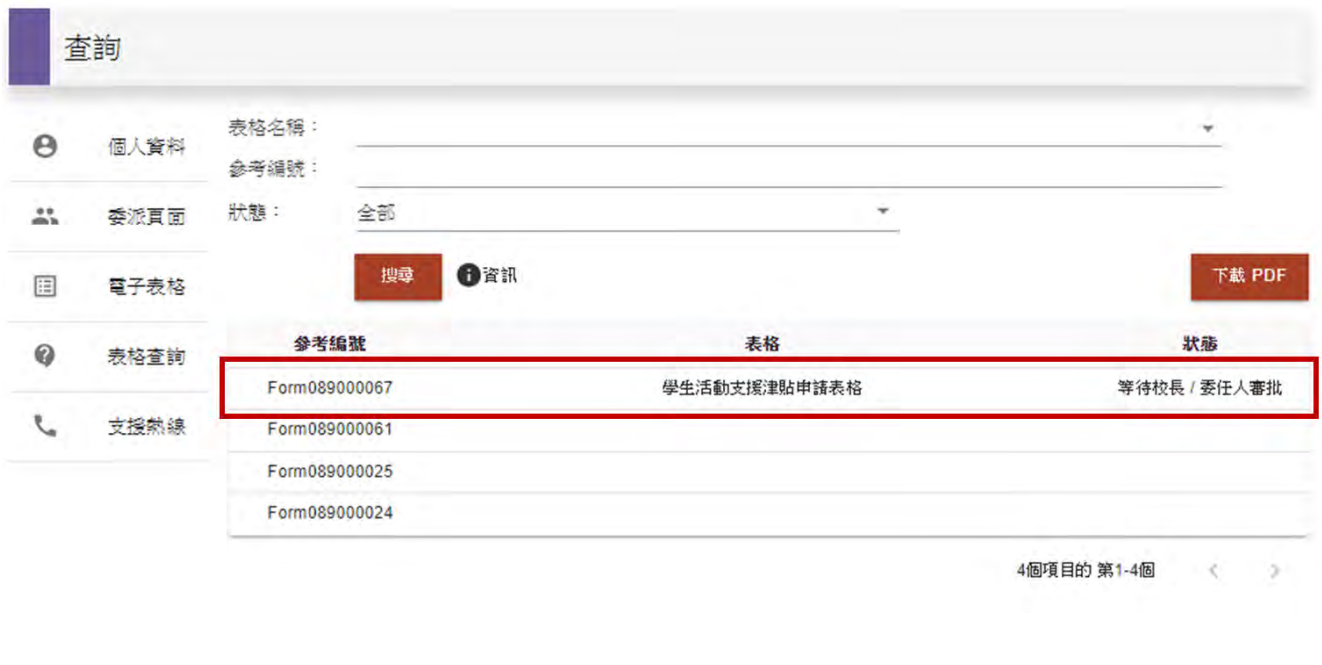 查詢
個人資料
委派頁面
電子表格
表格查詢
支援熱線
表格名稱：
參考編號：
狀態： 全部
搜尋 資訊 下載 PDF
參考編號 表格 狀態
Form089000067 學生活動支援津貼申請表格 等待校長 / 委任人審批
Form089000061
Form089000025
Form089000024
4個項目的 第1-4個